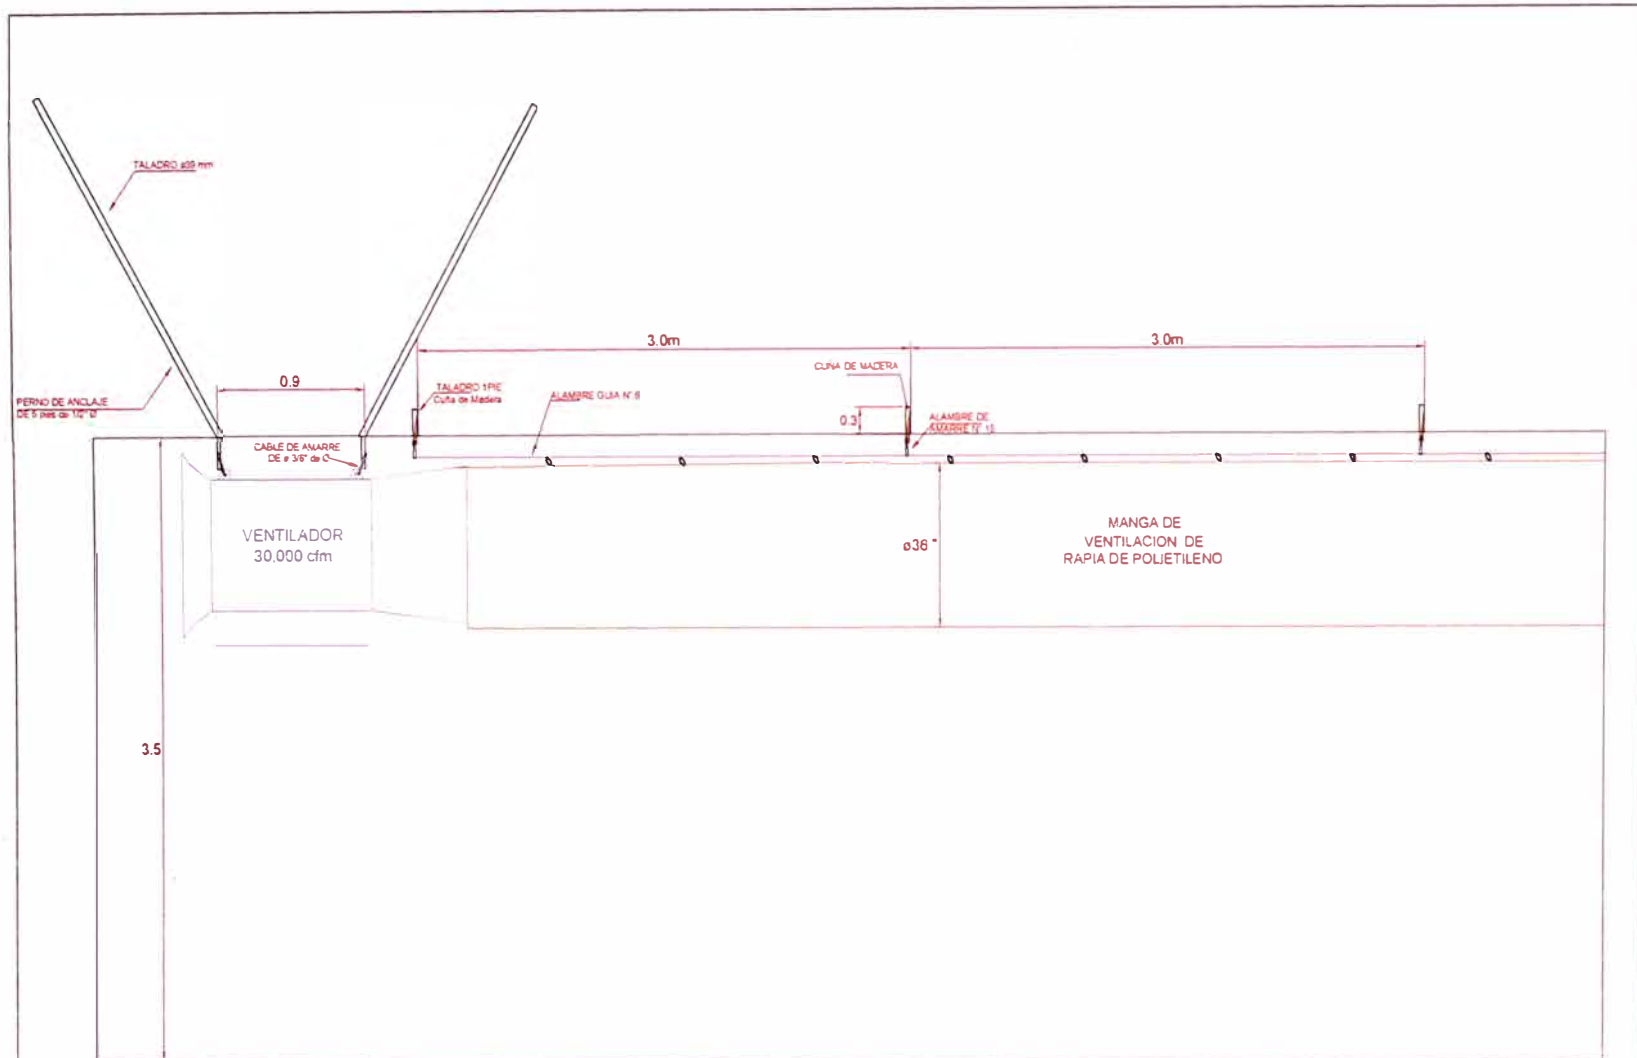 TALADRO ø39 mm
3.0m
3.0m
CUÑA DE MADERA
0.9
TALADRO 1PIE
Cuña de Madera
ALAMBRE GUIA N° 8
PERNO DE ANCLAJE
DE 5 pies de 1/2" Ø
0.3
ALAMBRE DE
AMARRE N°
CABLE DE AMARRE
DE ø 3/8" de Ø
VENTILADOR
30,000 cfm
ø36 "
MANGA DE
VENTILACION DE
RAPIA DE POLIETILENO
3.5